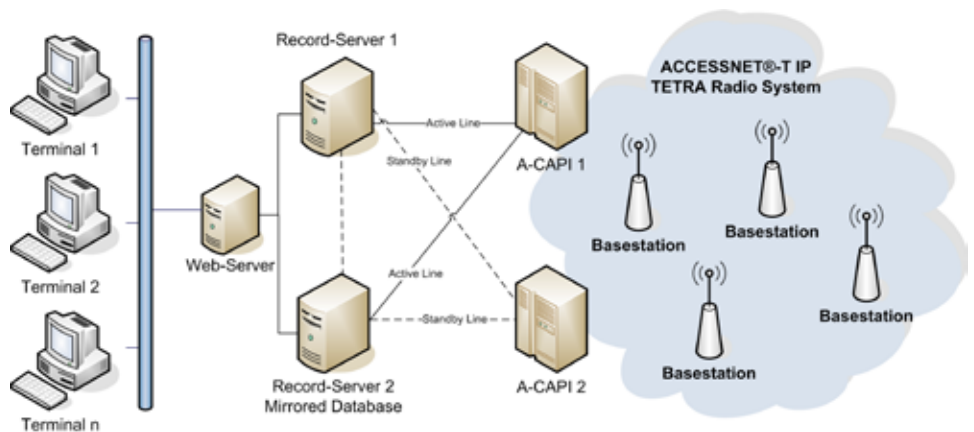 Record-Server 1
ACCESSNET®-T IP
TETRA Radio System
Active Line
Terminal 1
Standby Line
A-CAPI 1
Basestation
Basestation
Web-Server
Active Line
Terminal 2
Basestation
Standby Line
Basestation
Record-Server 2
Mirrored Database
A-CAPI 2
Terminal n